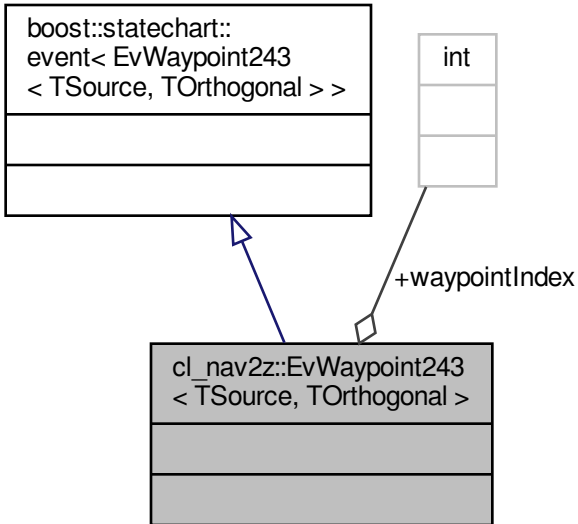 boost::statechart::
event< EvWaypoint243
< TSource, TOrthogonal > >
int
+waypointIndex
cl_nav2z::EvWaypoint243
< TSource, TOrthogonal >